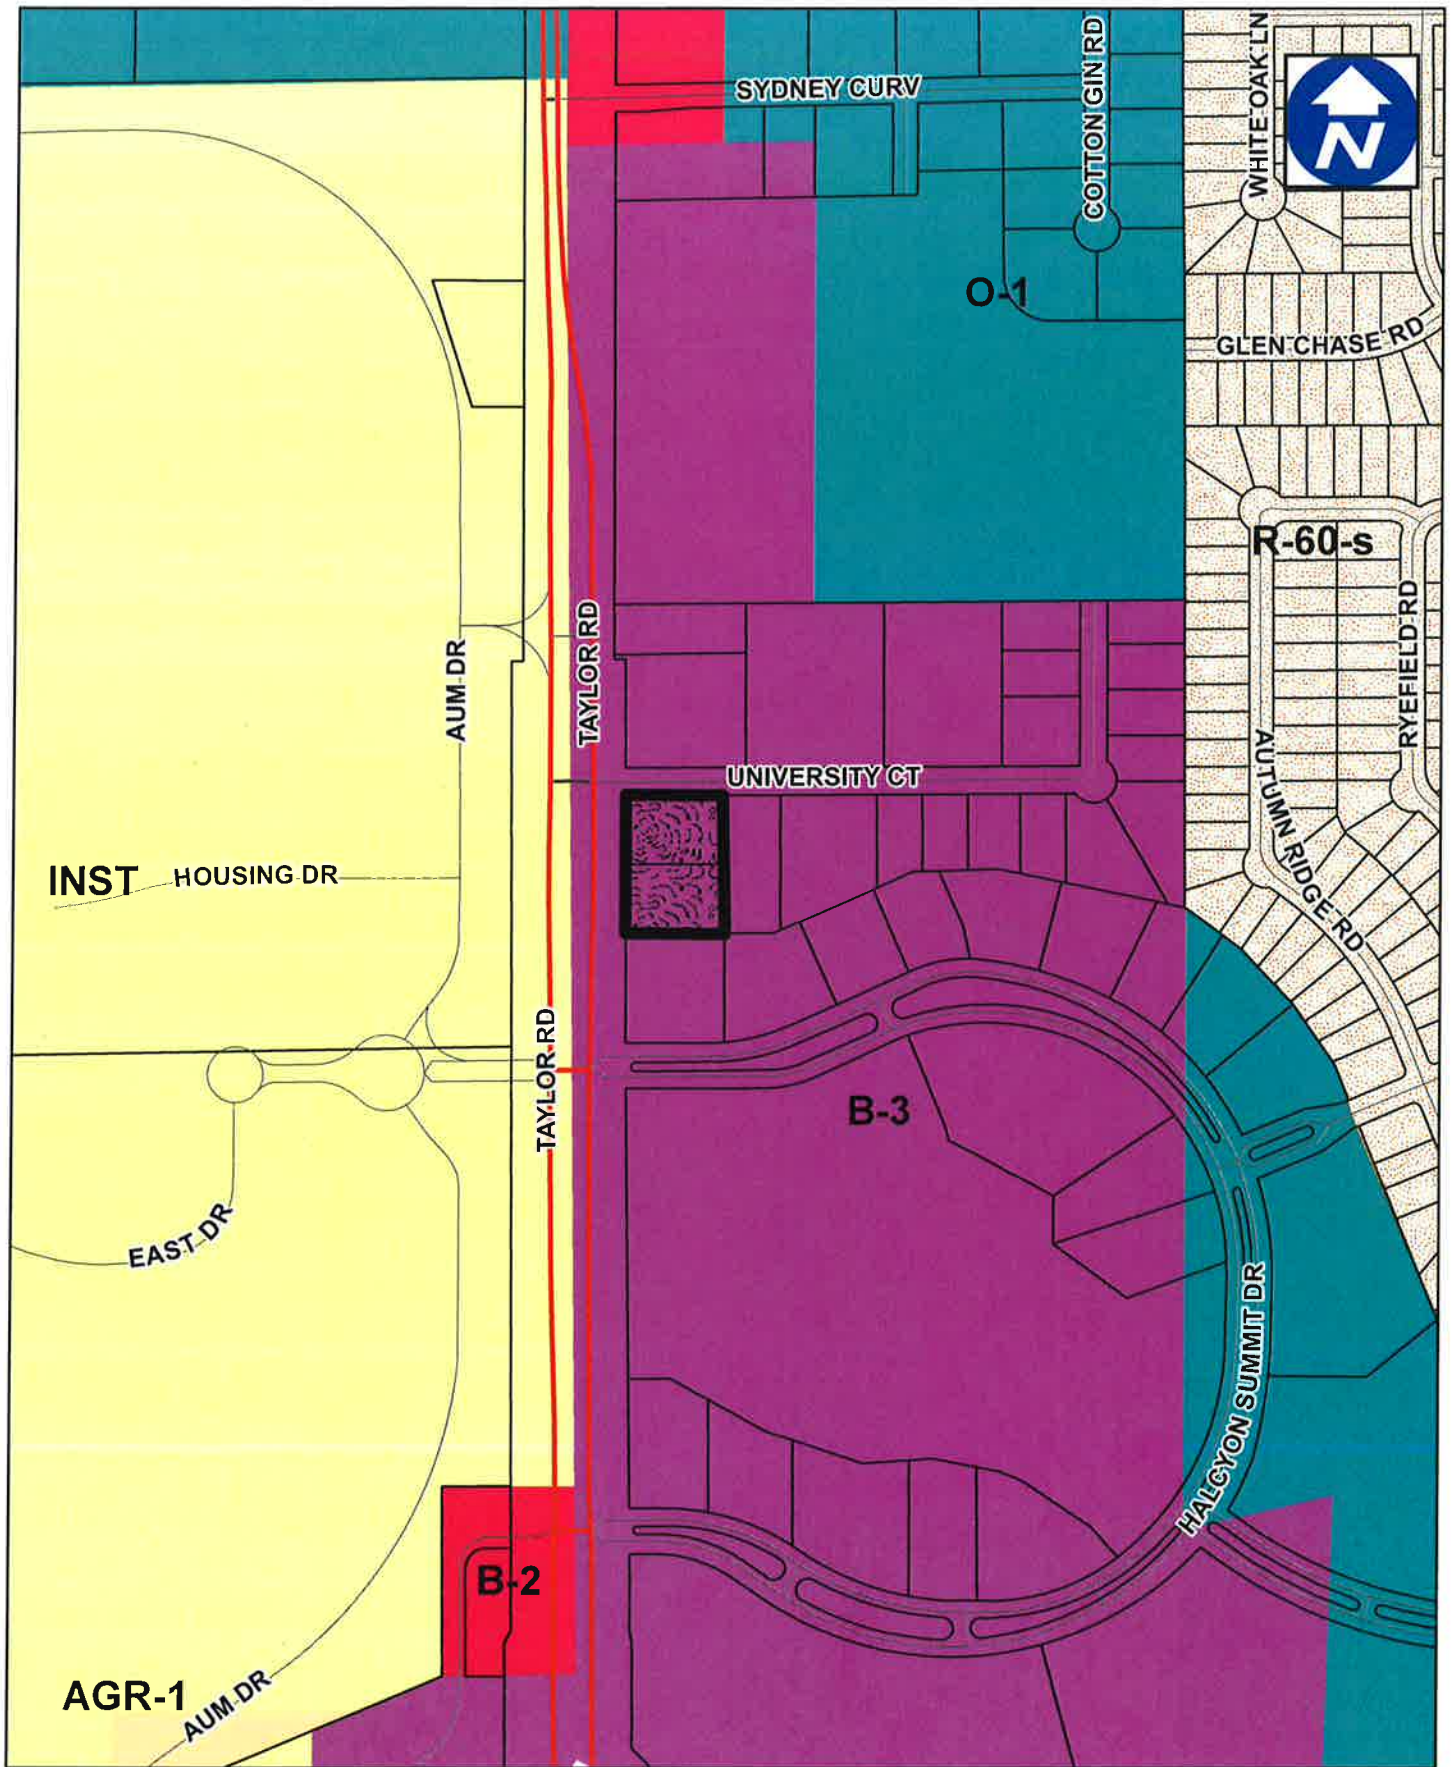 SYDNEY CURV
COTTON GIN RD
WHITE OAK LN
N
O-1
GLEN CHASE RD
R-60-s
RYEFIELD RD
AUM DR
TAYLOR RD
UNIVERSITY CT
AUTUMN RIDGE RD
INST
HOUSING DR
TAYLOR RD
B-3
EAST DR
HALCYON SUMMIT DR
B-2
AGR-1
AUM DR